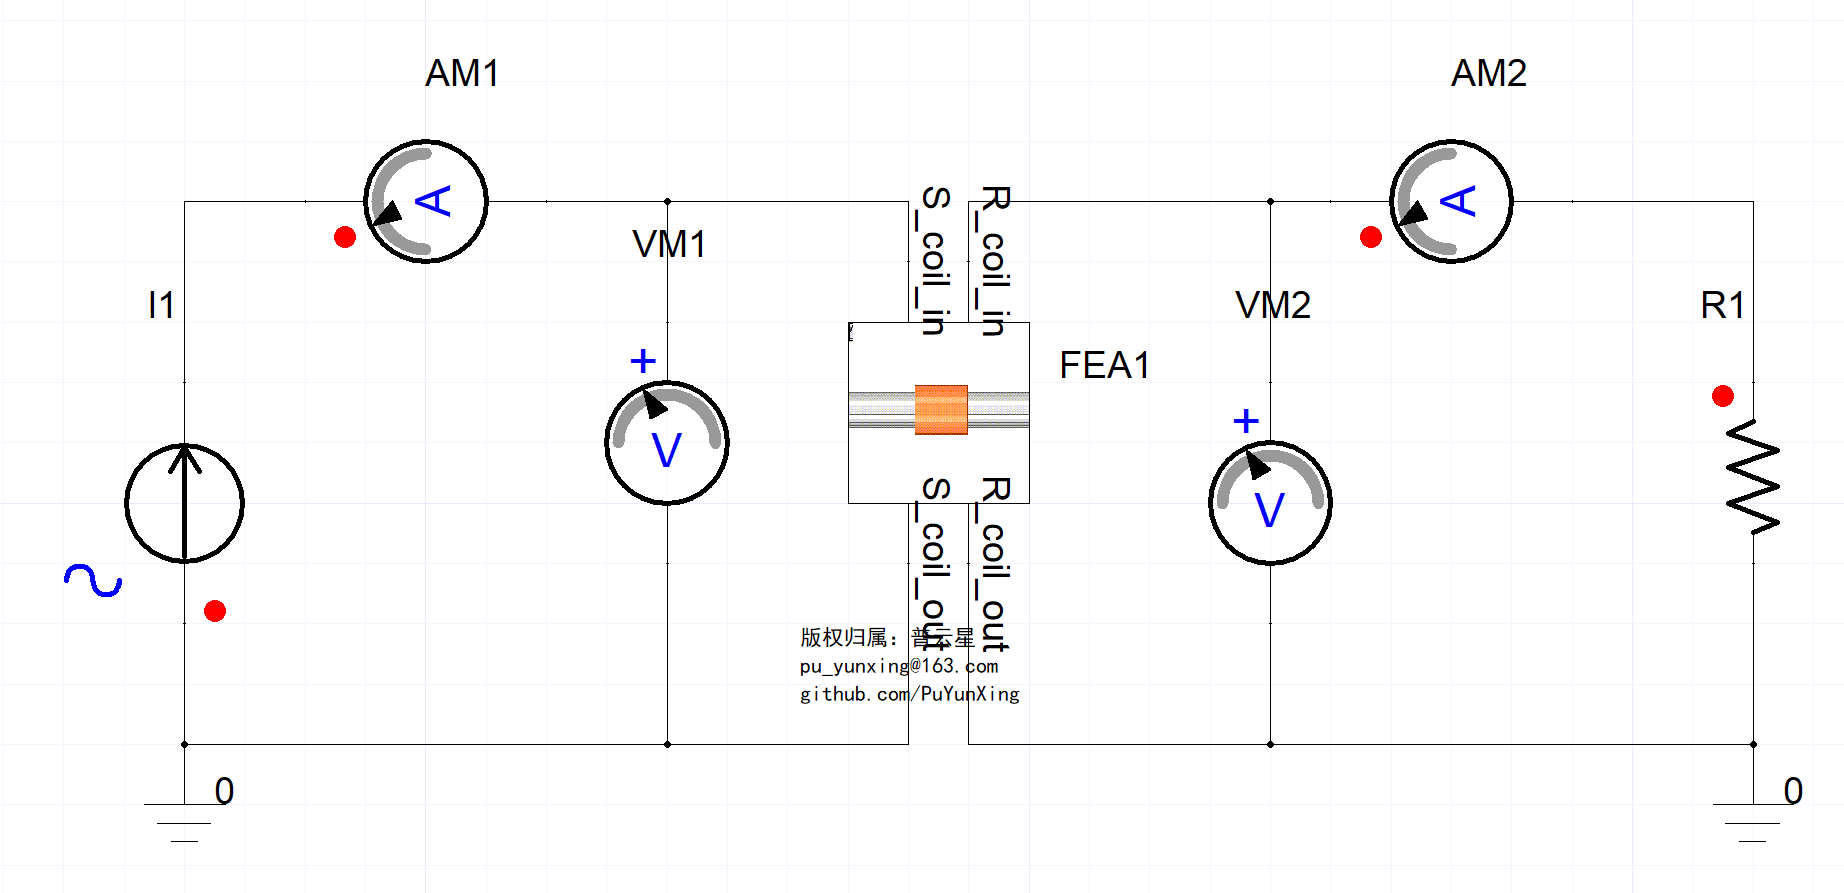 AM1
AM2
A
A
S_coil_in
R_coil_in
VM1
I1
VM2
R1
FEA1
+
V
+
V
S_coil_out
R_coil_out
版权归属：普云星
pu_yunxing@163.com
github.com/PuYunXing
0
0